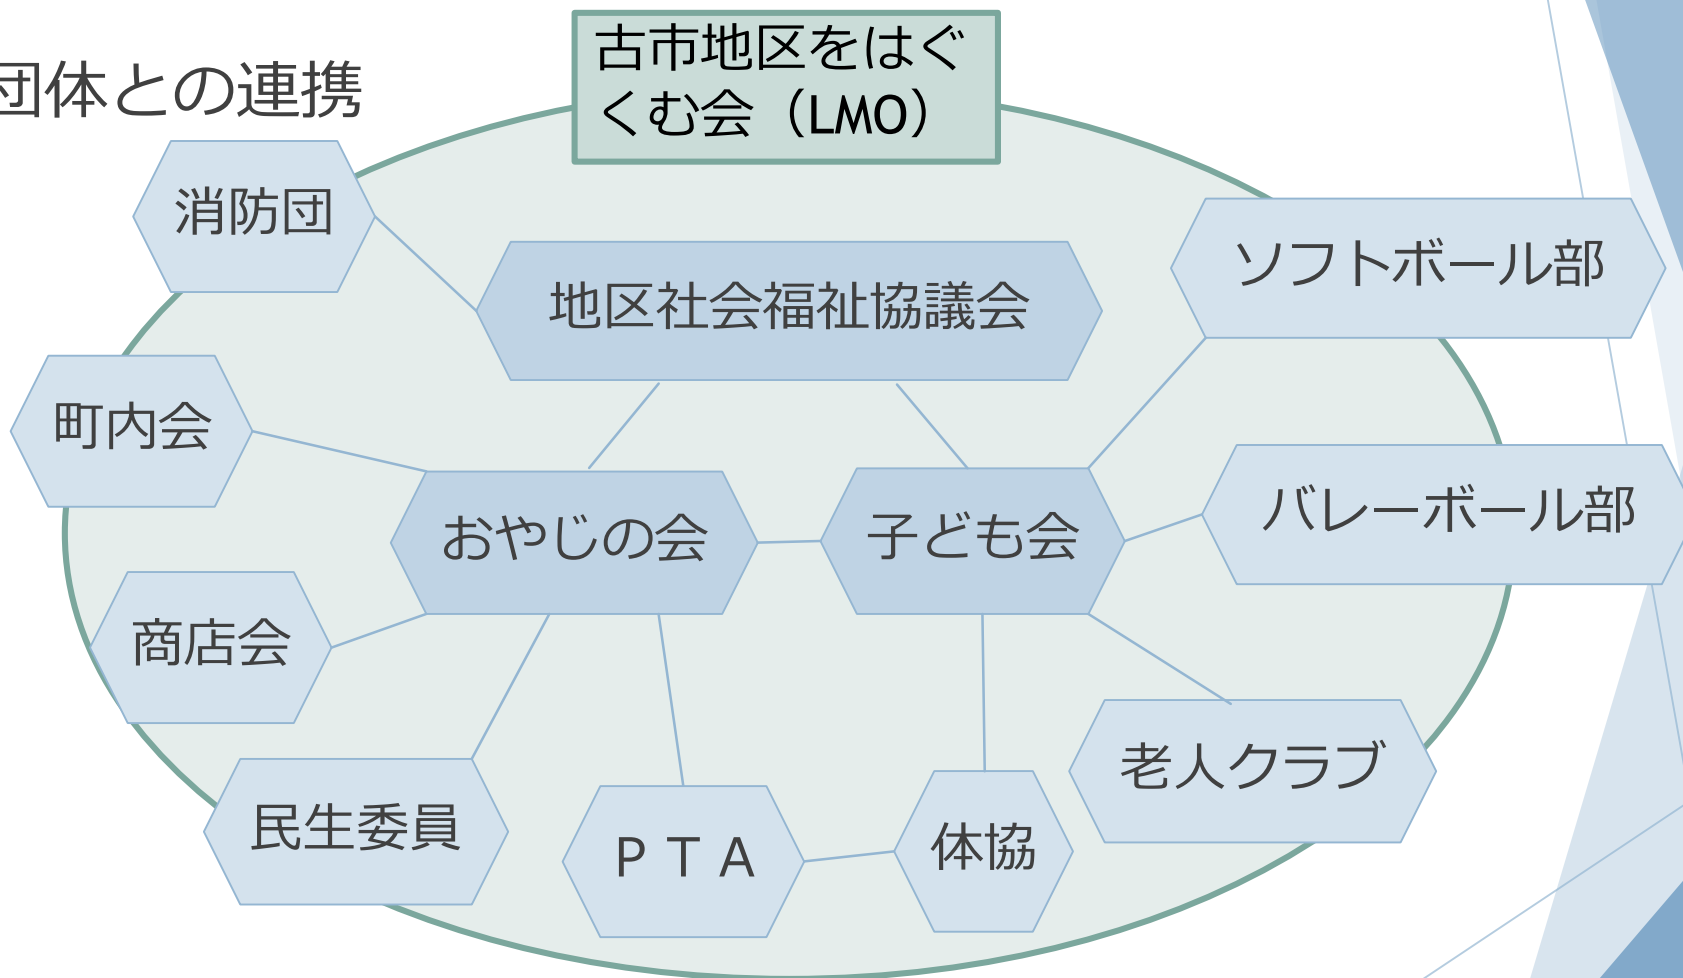 古市地区をはぐ
くむ会（LMO）
団体との連携
消防団
ソフトボール部
地区社会福祉協議会
町内会
バレーボール部
おやじの会
子ども会
商店会
老人クラブ
民生委員
ＰＴＡ
体協